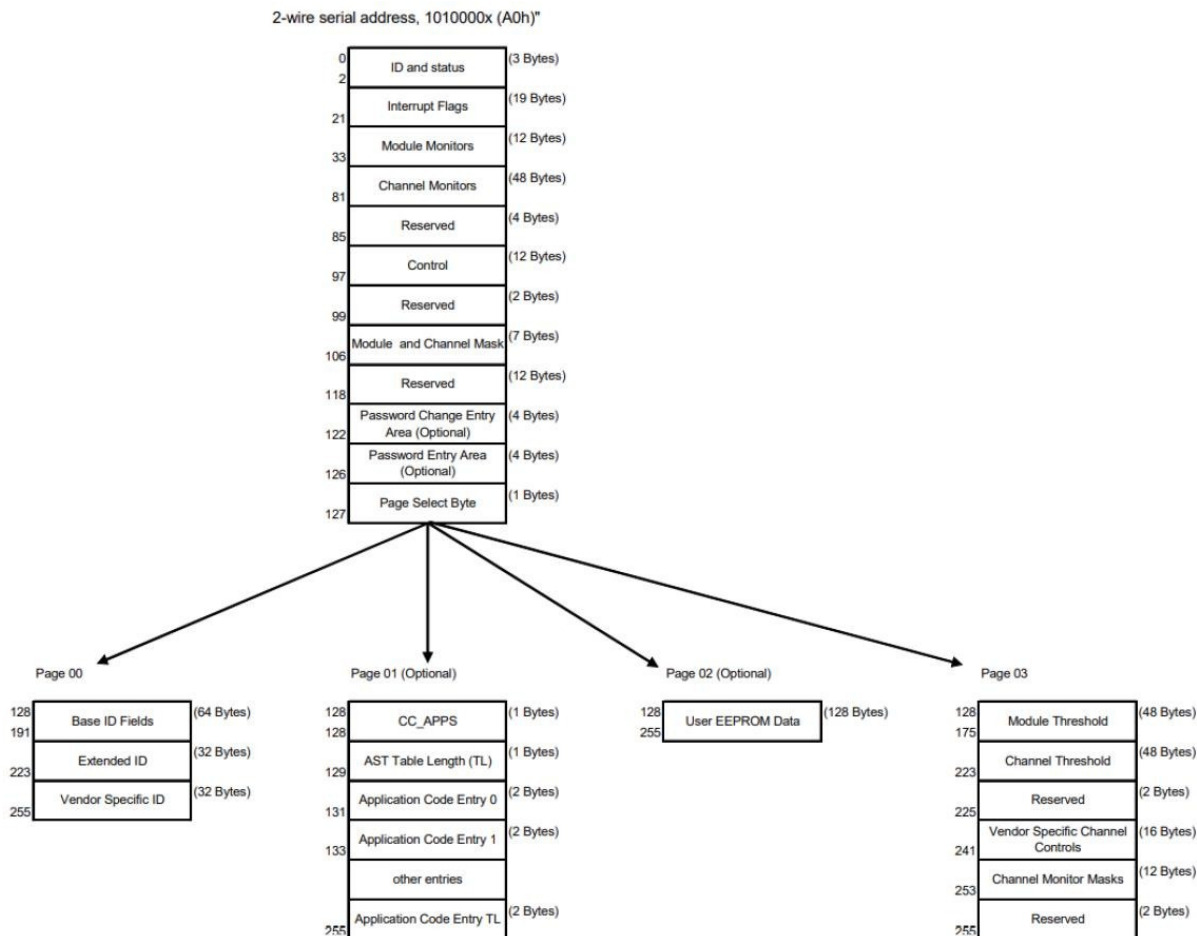 2-wire serial address, 1010000x (A0h)"
0
2
ID and status
(3 Bytes)
21
Interrupt Flags
(19 Bytes)
33
Module Monitors
(12 Bytes)
81
Channel Monitors
(48 Bytes)
85
Reserved
(4 Bytes)
97
Control
(12 Bytes)
99
Reserved
(2 Bytes)
106
Module and Channel Mask
(7 Bytes)
118
Reserved
(12 Bytes)
122
Password Change Entry
Area (Optional)
(4 Bytes)
126
Password Entry Area
(Optional)
(4 Bytes)
127
Page Select Byte
(1 Bytes)
Page 00
128
191
Base ID Fields
(64 Bytes)
223
Extended ID
(32 Bytes)
255
Vendor Specific ID
(32 Bytes)
Page 01 (Optional)
128
128
CC_APPS
(1 Bytes)
129
AST Table Length (TL)
(1 Bytes)
131
Application Code Entry 0
(2 Bytes)
133
Application Code Entry 1
(2 Bytes)
other entries
255
Application Code Entry TL
(2 Bytes)
Page 02 (Optional)
128
255
User EEPROM Data
(128 Bytes)
Page 03
128
175
Module Threshold
(48 Bytes)
223
Channel Threshold
(48 Bytes)
225
Reserved
(2 Bytes)
241
Vendor Specific Channel
Controls
(16 Bytes)
253
Channel Monitor Masks
(12 Bytes)
255
Reserved
(2 Bytes)